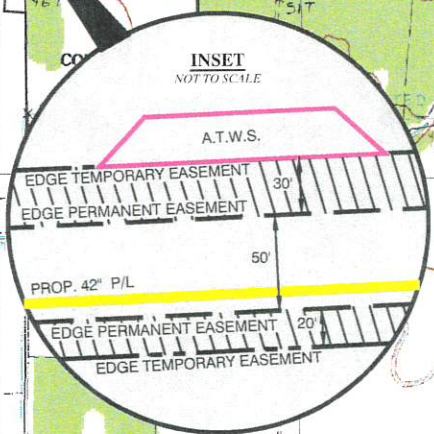 INSET
NOT TO SCALE
A.T.W.S.
EDGE TEMPORARY EASEMENT
30'
EDGE PERMANENT EASEMENT
50'
PROP. 42" P/L
EDGE PERMANENT EASEMENT
20'
EDGE TEMPORARY EASEMENT